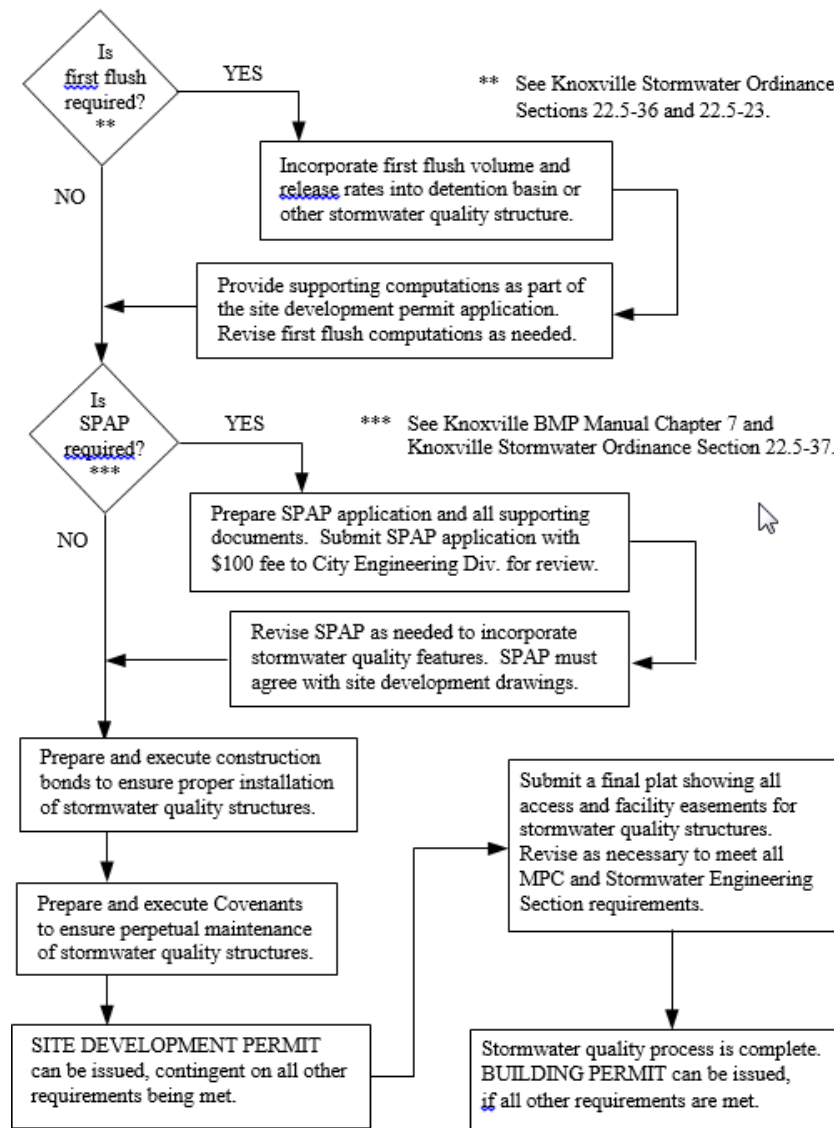 Is
first flush
required?
**
YES
** See Knoxville Stormwater Ordinance
Sections 22.5-36 and 22.5-23.
Incorporate first flush volume and
release rates into detention basin or
other stormwater quality structure.
NO
Provide supporting computations as part of
the site development permit application.
Revise first flush computations as needed.
Is
SPAP
required?
***
YES
*** See Knoxville BMP Manual Chapter 7 and
Knoxville Stormwater Ordinance Section 22.5-37.
Prepare SPAP application and all supporting
documents.  Submit SPAP application with
$100 fee to City Engineering Div. for review.
NO
Revise SPAP as needed to incorporate
stormwater quality features.  SPAP must
agree with site development drawings.
Prepare and execute construction
bonds to ensure proper installation
of stormwater quality structures.
Prepare and execute Covenants
to ensure perpetual maintenance
of stormwater quality structures.
SITE DEVELOPMENT PERMIT
can be issued, contingent on all other
requirements being met.
Submit a final plat showing all
access and facility easements for
stormwater quality structures.
Revise as necessary to meet all
MPC and Stormwater Engineering
Section requirements.
Stormwater quality process is complete.
BUILDING PERMIT can be issued,
if all other requirements are met.